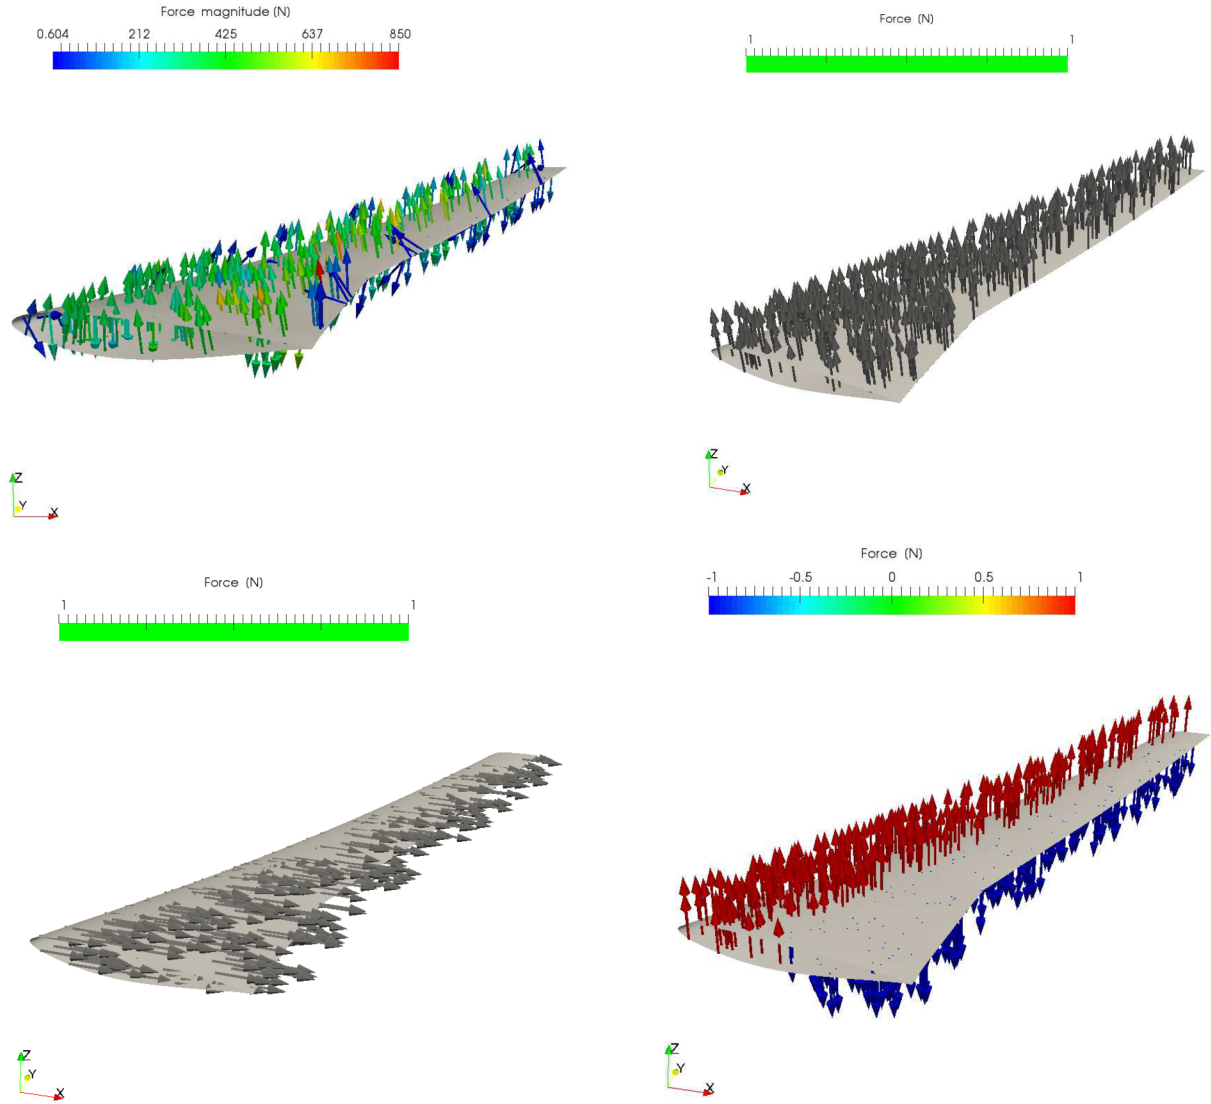 Force magnitude (N)
0.604 212 425 637 850
Z
Y
X
Force (N)
1 1
Z
Y
X
Force (N)
1 1
Z
Y
X
Force (N)
-1 -0.5 0 0.5 1
Z
Y
X